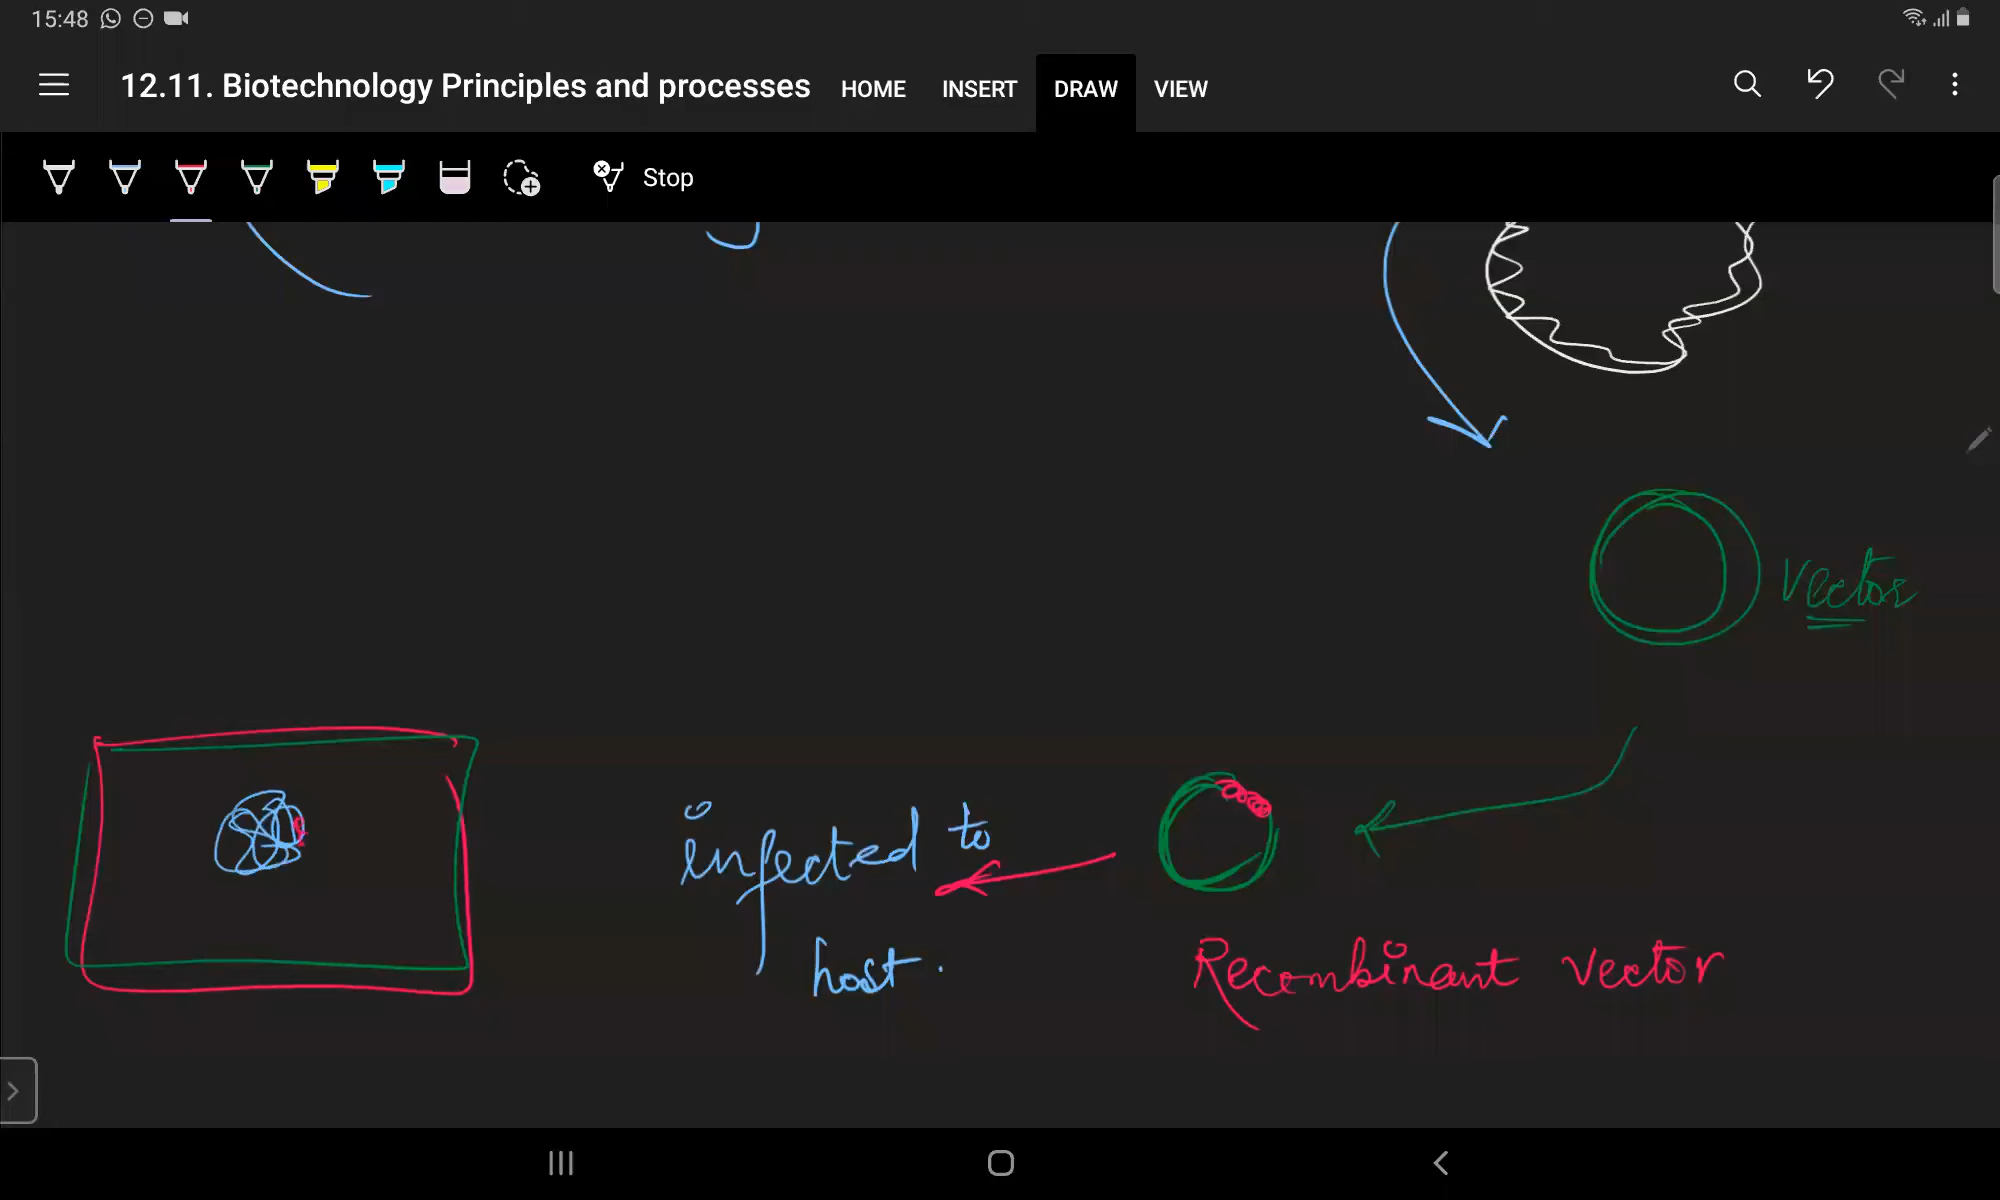 15:48
12.11. Biotechnology Principles and processes HOME INSERT DRAW VIEW
Stop
vector
infected to
host.
Recombinant vector